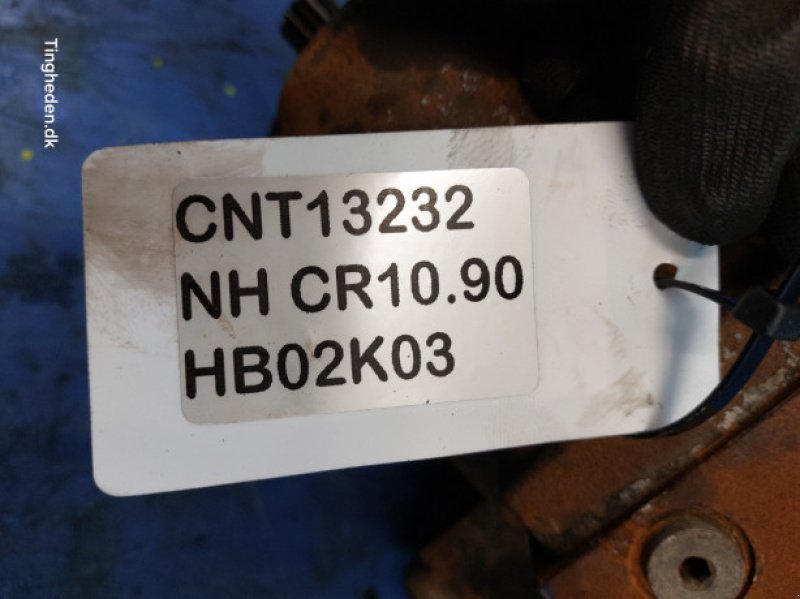 Tingheden.dk
CNT13232
NH CR10.90
HB02K03